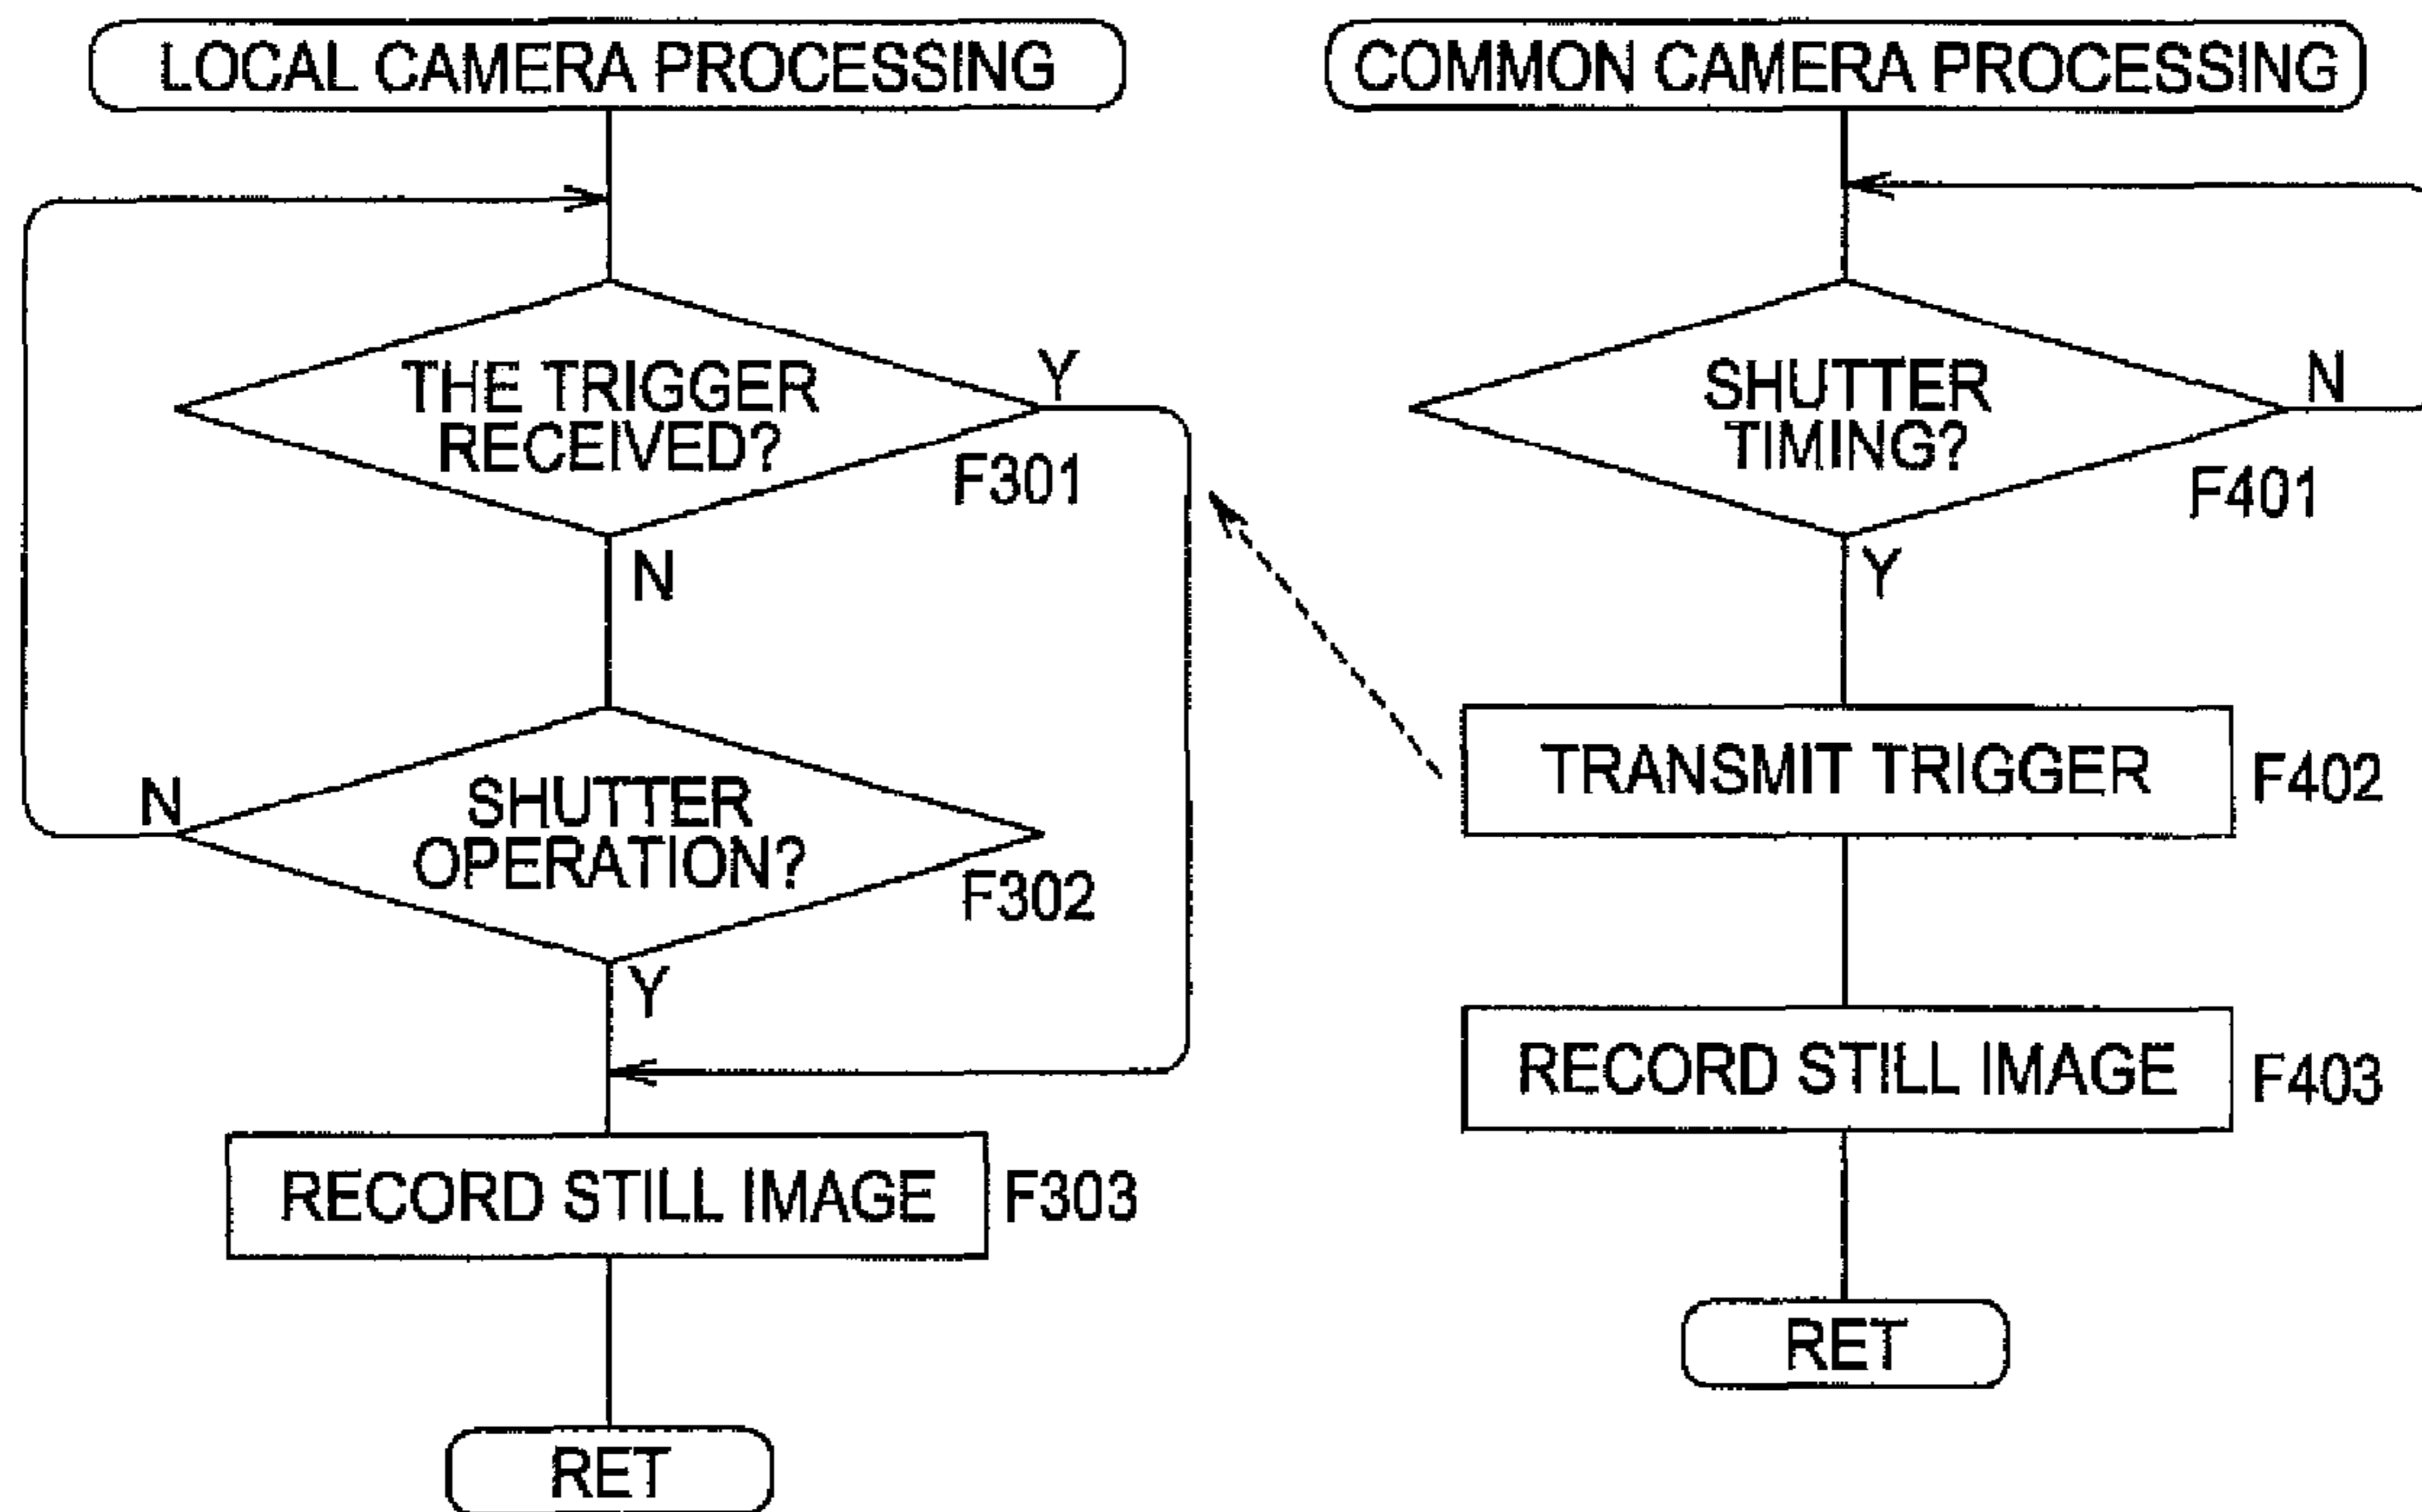 LOCAL CAMERA PROCESSING
THE TRIGGER
RECEIVED?
Y
F301
N
SHUTTER
OPERATION?
N
F302
Y
RECORD STILL IMAGE
F303
RET
COMMON CAMERA PROCESSING
SHUTTER
TIMING?
N
F401
Y
TRANSMIT TRIGGER
F402
RECORD STILL IMAGE
F403
RET